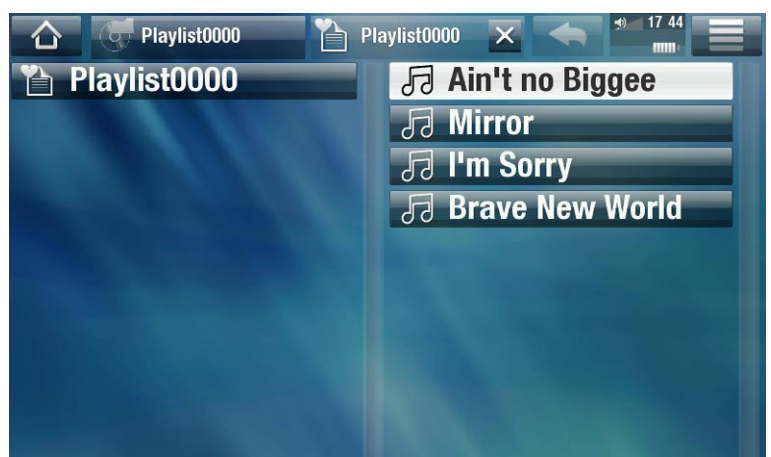 Playlist0000 Playlist0000 17 44
Playlist0000
Ain't no Biggee
Mirror
I'm Sorry
Brave New World